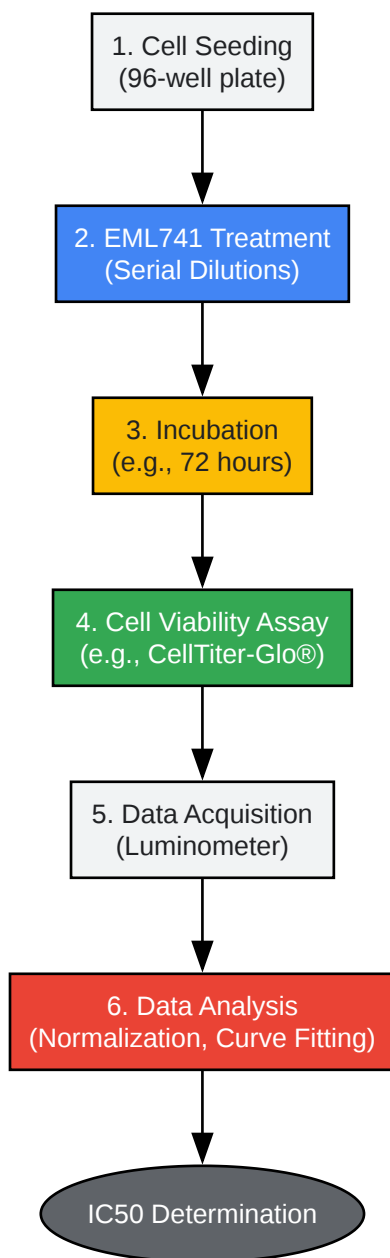 1. Cell Seeding
(96-well plate)
2. EML741 Treatment
(Serial Dilutions)
3. Incubation
(e.g., 72 hours)
4. Cell Viability Assay
(e.g., CellTiter-Glo®)
5. Data Acquisition
(Luminometer)
6. Data Analysis
(Normalization, Curve Fitting)
IC50 Determination